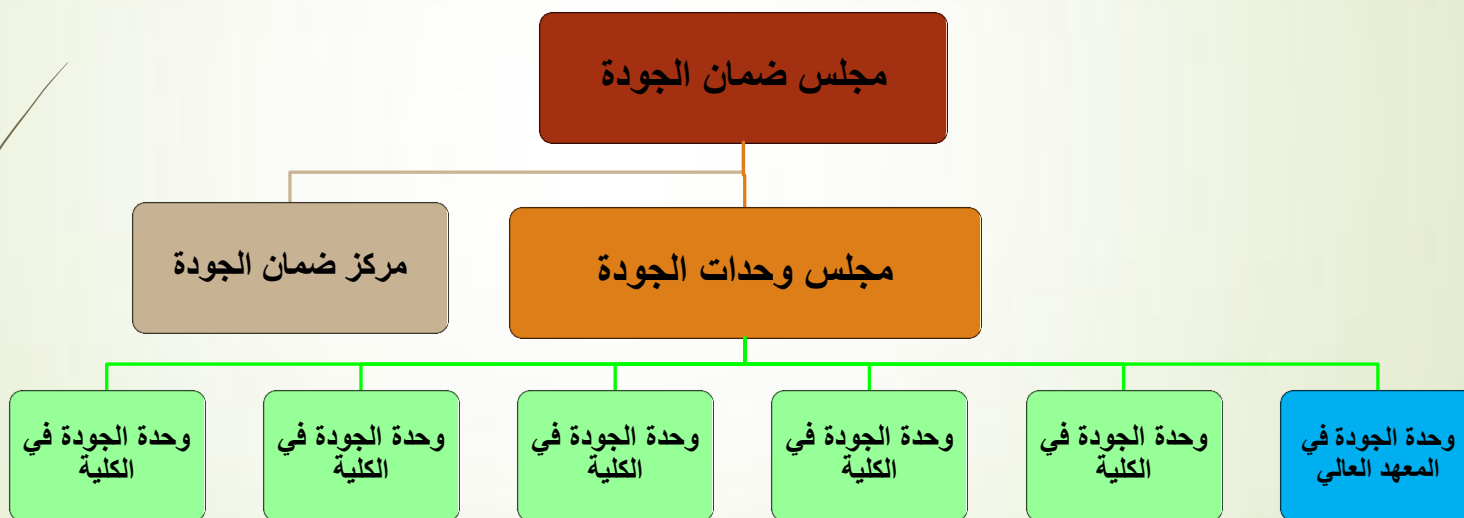 مجلس ضمان الجودة
مجلس وحدات الجودة
مركز ضمان الجودة
وحدة الجودة في
المعهد العالي
وحدة الجودة في
الكلية
وحدة الجودة في
الكلية
وحدة الجودة في
الكلية
وحدة الجودة في
الكلية
وحدة الجودة في
الكلية